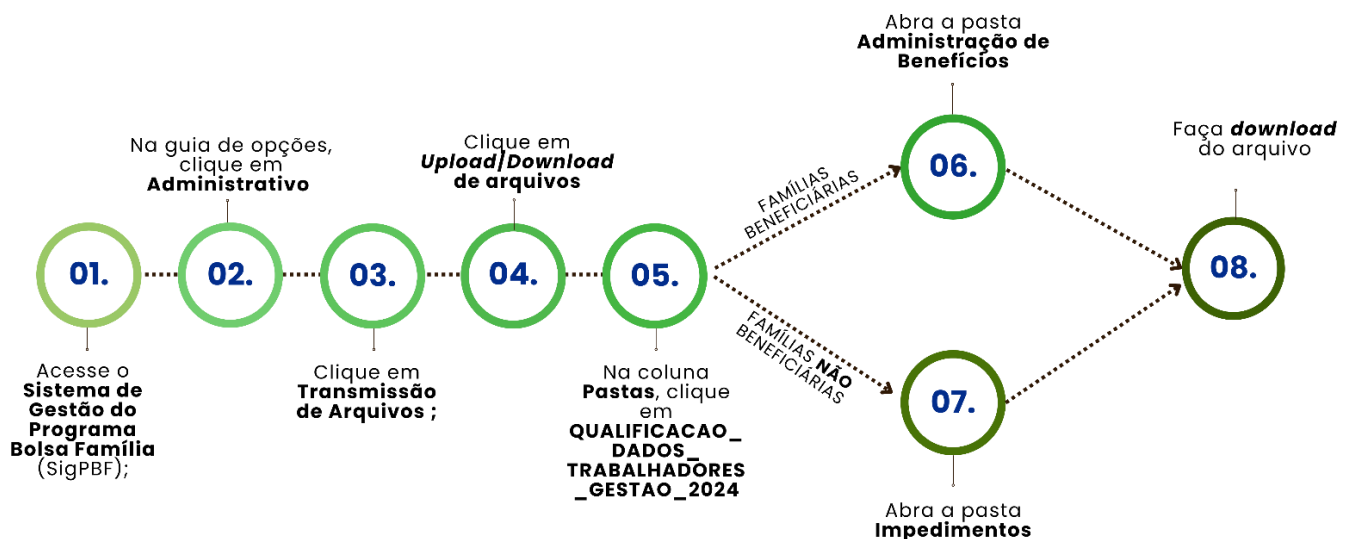 01.
Acesse o
Sistema de
Gestão do
Programa
Bolsa Família
(SigPBF);
Na guia de opções,
clique em
Administrativo
02.
03.
Clique em
Transmissão
de Arquivos ;
Clique em
Upload/Download
de arquivos
04.
05.
Na coluna
Pastas, clique
em
QUALIFICACAO_
DADOS_
TRABALHADORES
_GESTAO_2024
FAMÍLIAS
BENEFICIÁRIAS
Abra a pasta
Administração de
Benefícios
06.
FAMÍLIAS NÃO
BENEFICIÁRIAS
07.
Abra a pasta
Impedimentos
Faça download
do arquivo
08.